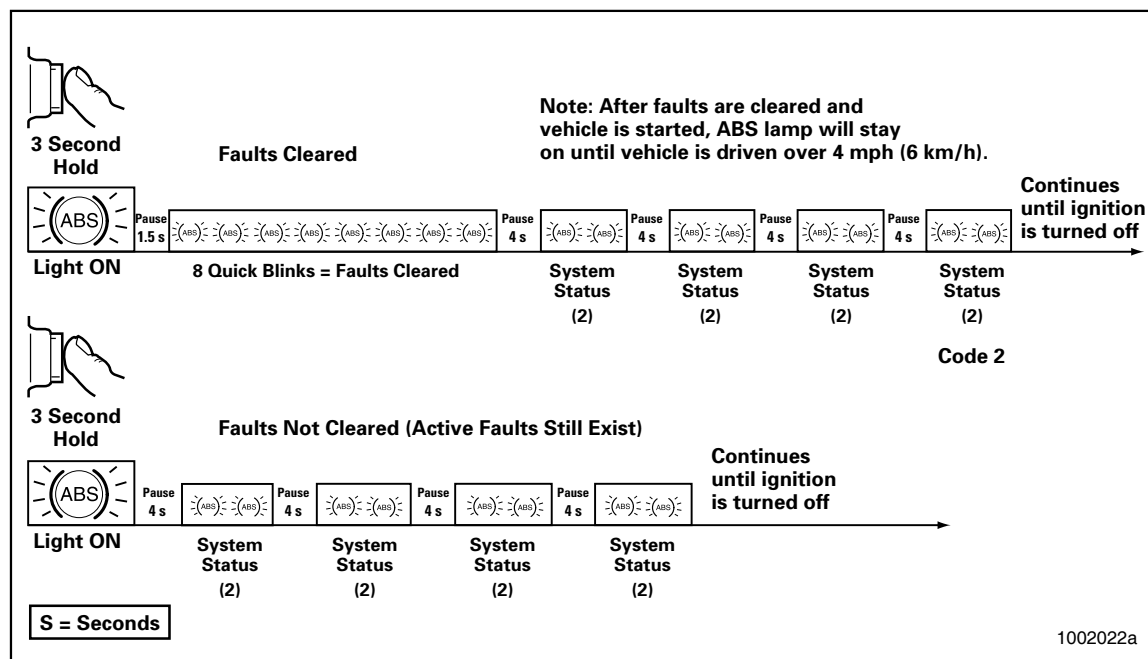 3 Second
Hold
Faults Cleared
Note: After faults are cleared and
vehicle is started, ABS lamp will stay
on until vehicle is driven over 4 mph (6 km/h).
ABS
Light ON
Pause
1.5 s
ABS ABS ABS ABS ABS ABS ABS ABS
8 Quick Blinks = Faults Cleared
Pause
4 s
ABS ABS
System
Status
(2)
Pause
4 s
ABS ABS
System
Status
(2)
Pause
4 s
ABS ABS
System
Status
(2)
Pause
4 s
ABS ABS
System
Status
(2)
Code 2
Continues
until ignition
is turned off
3 Second
Hold
Faults Not Cleared (Active Faults Still Exist)
ABS
Light ON
Pause
4 s
ABS ABS
System
Status
(2)
Pause
4 s
ABS ABS
System
Status
(2)
Pause
4 s
ABS ABS
System
Status
(2)
Pause
4 s
ABS ABS
System
Status
(2)
Continues
until ignition
is turned off
S = Seconds
1002022a